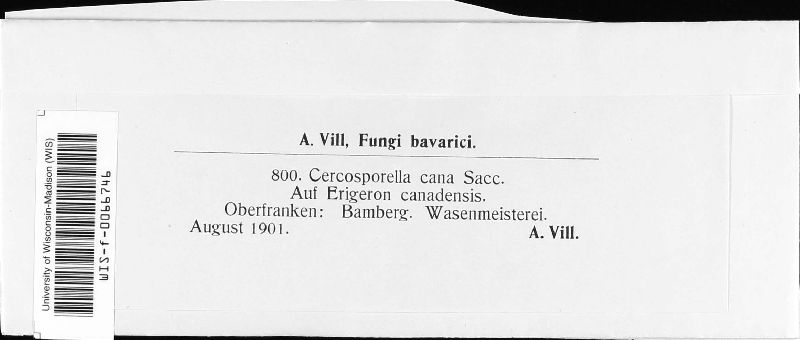 A. Vill, Fungi bavarici.
800. Cercosporella cana Sacc.
Auf Erigeron canadensis.
Oberfranken: Bamberg. Wasenmeisterei.
August 1901. A. Vill.
University of Wisconsin-Madison (WIS)
WIS-f-0066746